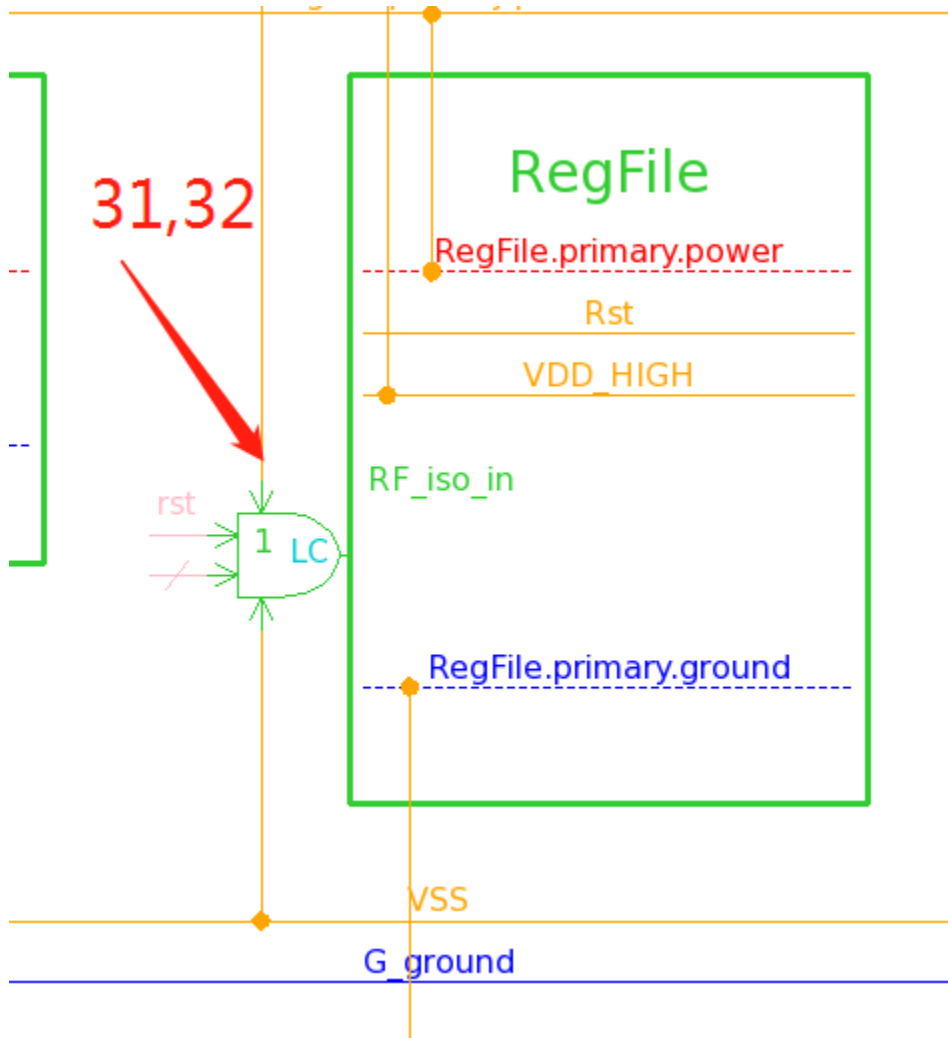 RegFile
31,32
RegFile.primary.power
Rst
VDD_HIGH
RF_iso_in
rst
1 LC
RegFile.primary.ground
VSS
G_ground